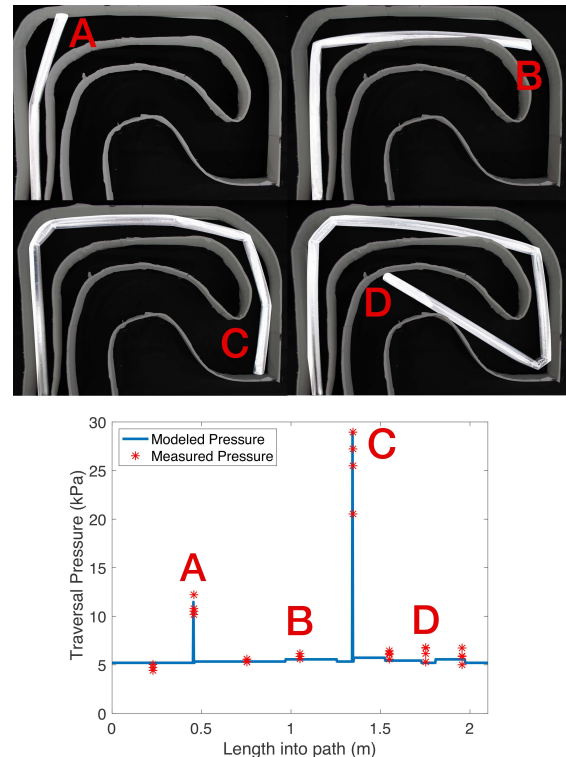 A
B
C
D
30
25
20
15
10
5
0
Traversal Pressure (kPa)
Modeled Pressure
Measured Pressure
A
B
C
D
0 0.5 1 1.5 2
Length into path (m)